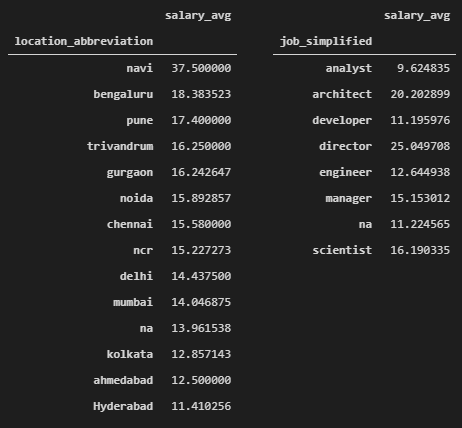 salary_avg
location_abbreviation
navi 37.500000
bengaluru 18.383523
pune 17.400000
trivandrum 16.250000
gurgaon 16.242647
noida 15.892857
chennai 15.580000
ncr 15.227273
delhi 14.437500
mumbai 14.046875
na 13.961538
kolkata 12.857143
ahmedabad 12.500000
Hyderabad 11.410256
salary_avg
job_simplified
analyst 9.624835
architect 20.202899
developer 11.195976
director 25.049708
engineer 12.644938
manager 15.153012
na 11.224565
scientist 16.190335